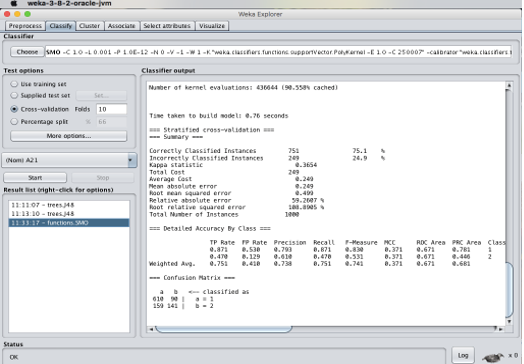 weka-3-8-2-oracle-jvm
Weka Explorer
Preprocess Classify Cluster Associate Select attributes Visualize
Classifier
Choose SMO -C 1.0 -L 0.001 -P 1.0E-12 -N 0 -V -1 -W 1 -K "weka.classifiers.functions.supportVector.PolyKernel -E 1.0 -C 250007" -calibrator "weka.classifiers.f
Test options
Use training set
Supplied test set Set...
Cross-validation Folds 10
Percentage split % 66
More options...
(Nom) A21
Start Stop
Result list (right-click for options)
11:11:07 - trees.J48
11:13:10 - trees.J48
11:33:17 - functions.SMO
Classifier output
Number of kernel evaluations: 436644 (90.558% cached)
Time taken to build model: 0.76 seconds
=== Stratified cross-validation ===
=== Summary ===
Correctly Classified Instances 751 75.1 %
Incorrectly Classified Instances 249 24.9 %
Kappa statistic 0.3654
Total Cost 249
Average Cost 0.249
Mean absolute error 0.249
Root mean squared error 0.499
Relative absolute error 59.2607 %
Root relative squared error 108.8905 %
Total Number of Instances 1000
=== Detailed Accuracy By Class ===
TP Rate FP Rate Precision Recall F-Measure MCC ROC Area PRC Area Class
0.871 0.530 0.793 0.871 0.830 0.371 0.671 0.781 1
0.470 0.129 0.610 0.470 0.531 0.371 0.671 0.446 2
Weighted Avg. 0.751 0.410 0.738 0.751 0.741 0.371 0.671 0.681
=== Confusion Matrix ===
a b <-- classified as
610 90 | a = 1
159 141 | b = 2
Status
OK
Log x 0